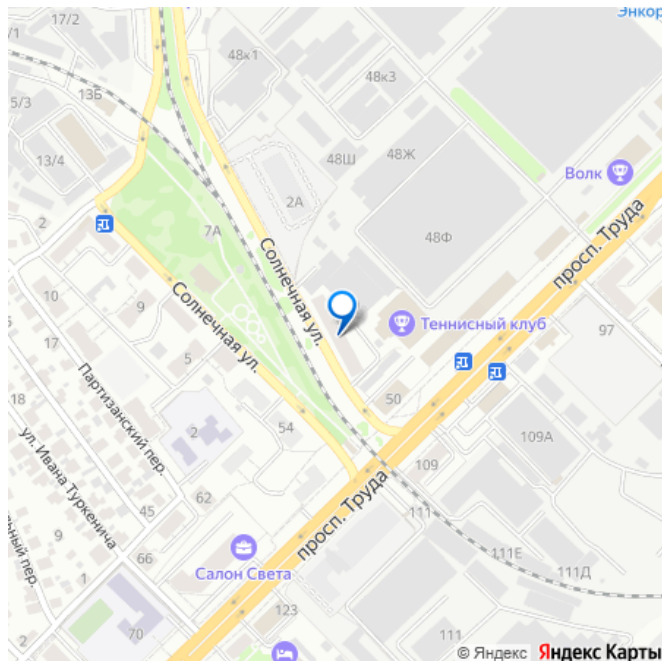 17/2
Энкор
/1
48к1
48к3
5/3
13Б
48Ш
48Ж
13/4
Волк
2А
2
7А
48Ф
просп. Труда
Солнечная ул.
10
9
Солнечная ул.
Теннисный клуб
97
17
5
Партизанский пер.
18
50
2
54
109А
ул. Ивана Туркенича
109
62
45
просп. Труда
111
9
66
111Е
льный пер.
Салон Света
111Д
1
123
70
111
© Яндекс Яндекс Карты